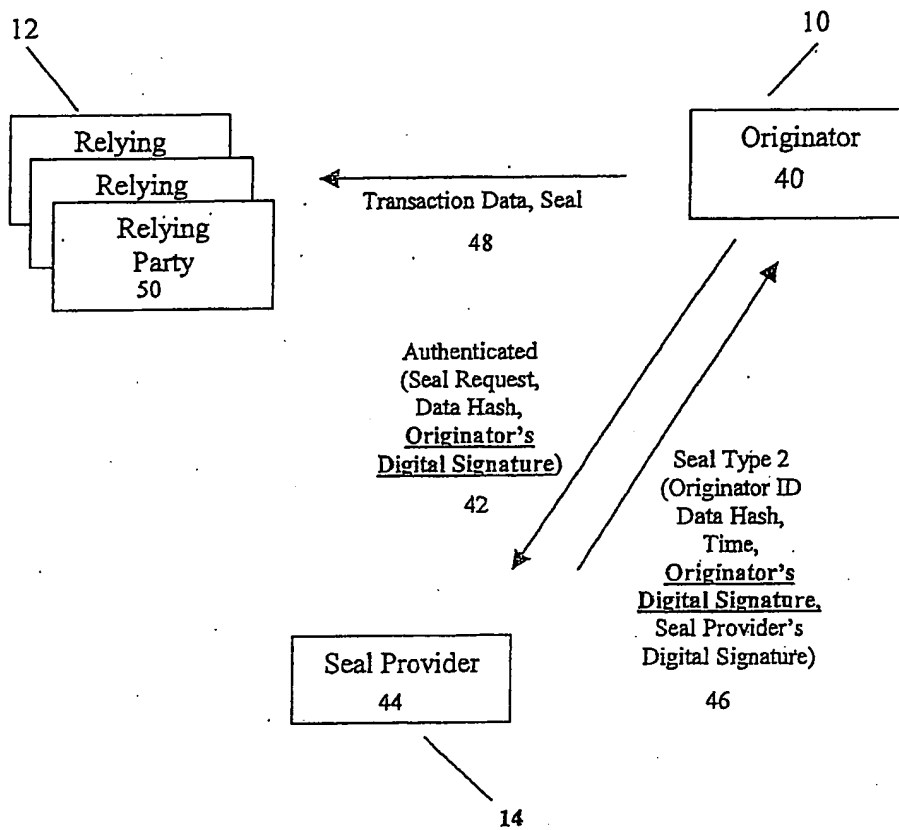 12
10
Relying
Relying
Relying
Party
50
Originator
40
Transaction Data, Seal
48
Authenticated
(Seal Request,
Data Hash,
Originator's
Digital Signature)
42
Seal Type 2
(Originator ID
Data Hash,
Time,
Originator's
Digital Signature,
Seal Provider's
Digital Signature)
46
Seal Provider
44
14